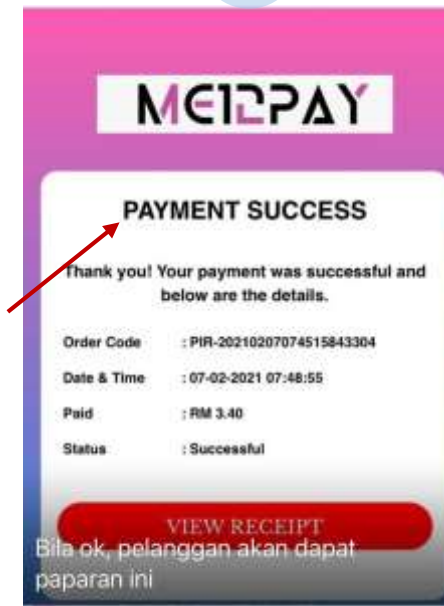 ME12PAY
PAYMENT SUCCESS
Thank you! Your payment was successful and
below are the details.
Order Code : PIR-20210207074515843304
Date & Time : 07-02-2021 07:48:55
Paid : RM 3.40
Status : Successful
VIEW RECEIPT
Bila ok, pelanggan akan dapat
paparan ini